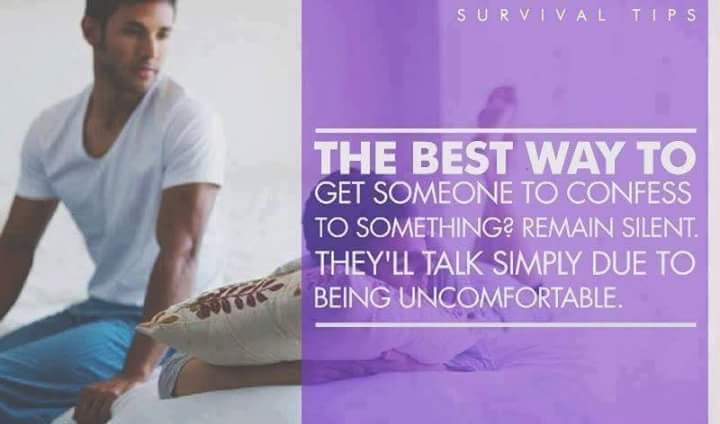 SURVIVAL TIPS
THE BEST WAY TO
GET SOMEONE TO CONFESS
TO SOMETHING? REMAIN SILENT.
THEY'LL TALK SIMPLY DUE TO
BEING UNCOMFORTABLE.